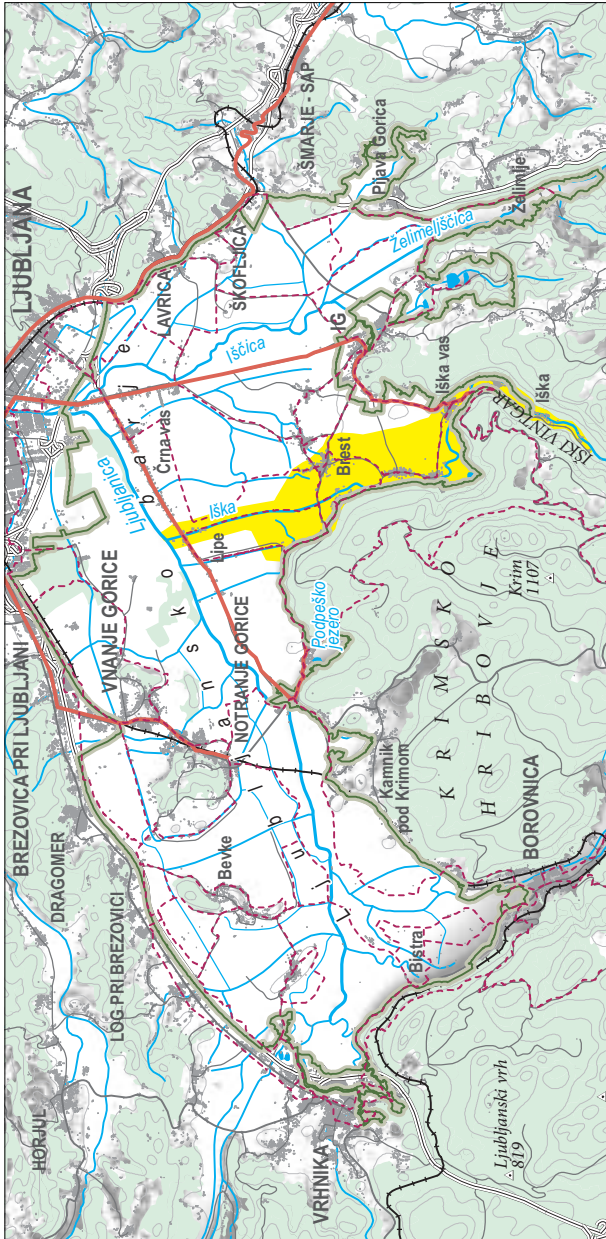 HORJUL
DRAGOMER
LOG-PRI BREZOVICI
BREZOVICA PRI LJUBLJANI
VNANJE GORICE
LJUBLJANA
LAVRICA
ŠKOFLJICA
ŠMARJE - SAP
Pijava Gorica
Želimlje
Želimeljščica
Iščica
IG
Iška vas
Iška
IŠKI VINTGAR
Črna vas
Ljubljanica
Iška
Lipe
Brest
NOTRANJE GORICE
Podpeško
jezero
Bevke
Ljubljansko barje
VRHNIKA
Bistra
Kamnik
pod Krimom
KRIMSKO
HRIBOVJE
Krim
1107
BOROVNICA
Ljubljanski vrh
819